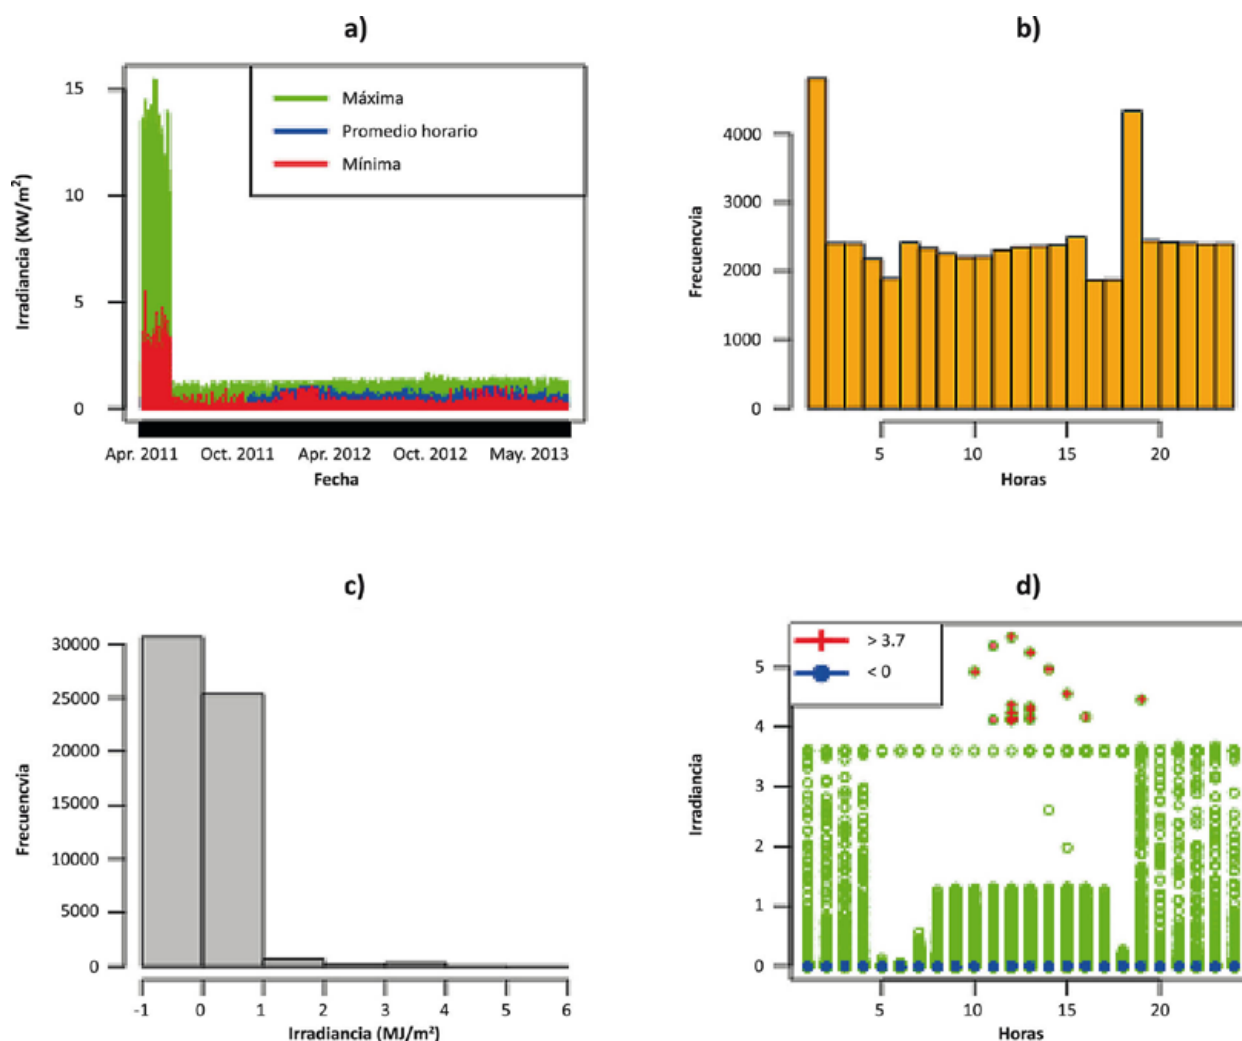 a)
Irradiancia (KW/m²)
15
10
5
0
Máxima
Promedio horario
Mínima
Apr. 2011 Oct. 2011 Apr. 2012 Oct. 2012 May. 2013
Fecha
b)
Frecuencvia
4000
3000
2000
1000
0
5 10 15 20
Horas
c)
Frecuencvia
30000
25000
20000
15000
10000
5000
0
-1 0 1 2 3 4 5 6
Irradiancia (MJ/m²)
d)
Irradiancia
> 3.7
< 0
5
4
3
2
1
0
5 10 15 20
Horas